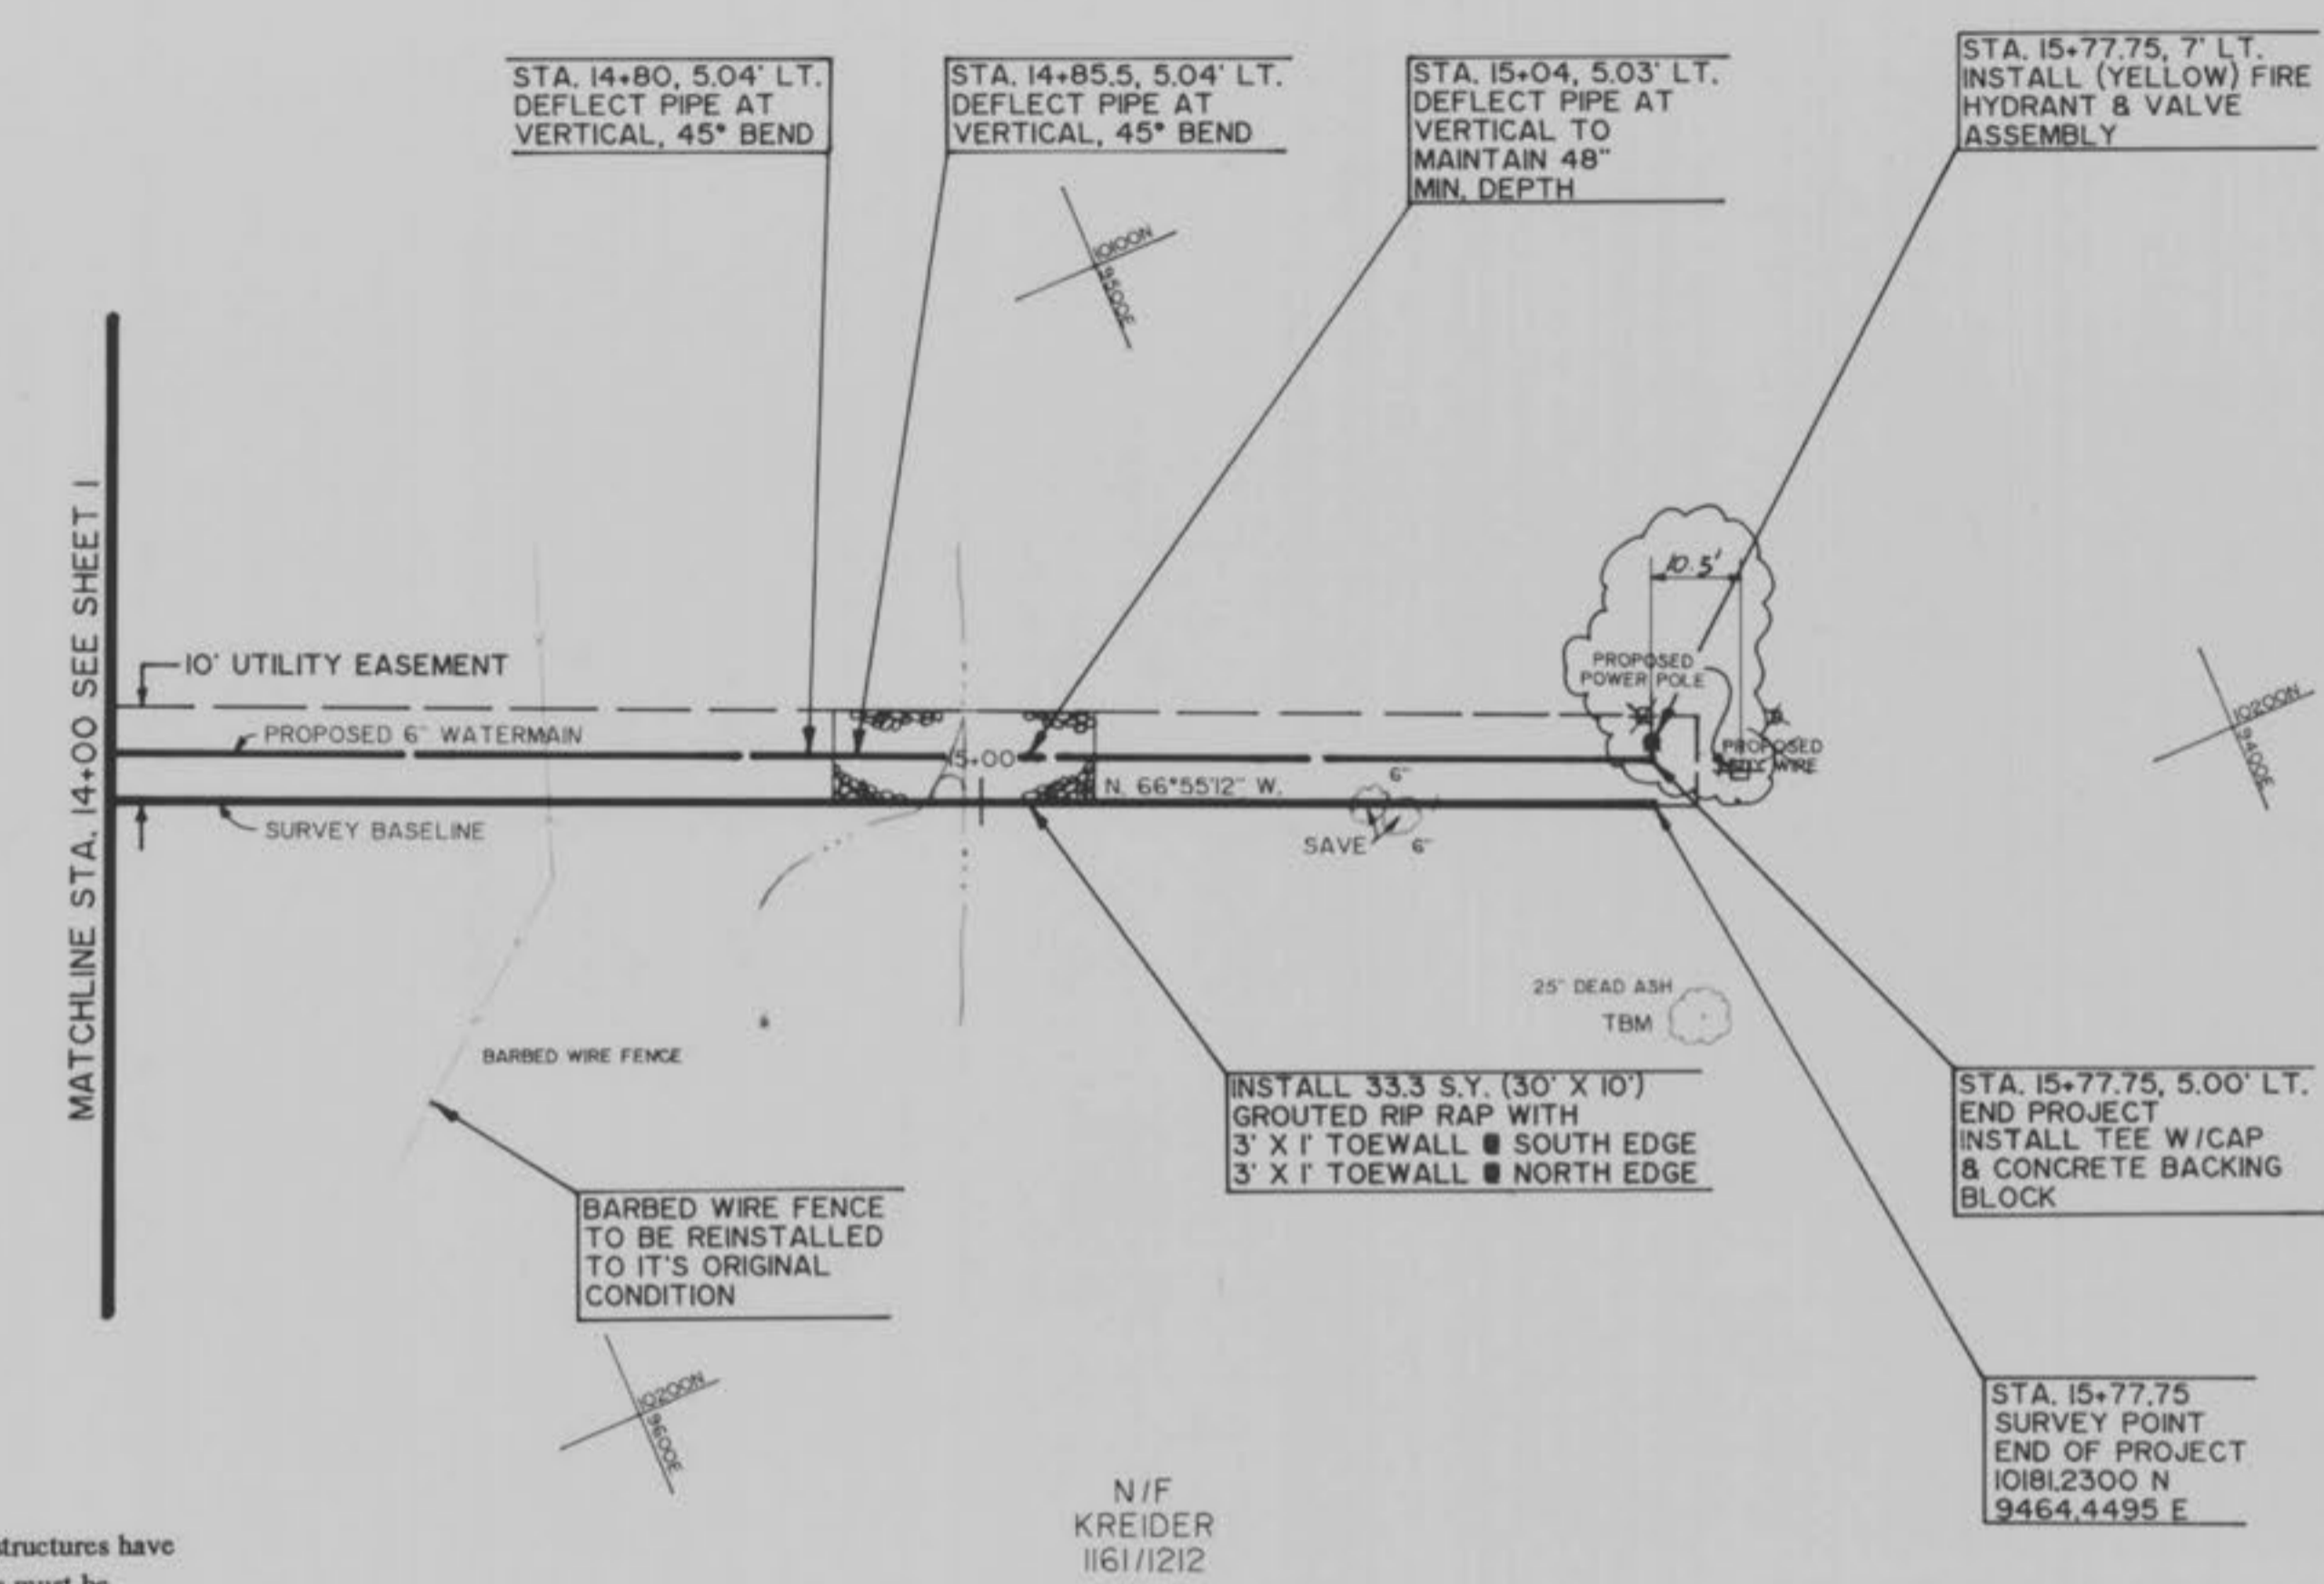 STA. 14+80, 5.04' LT.
DEFLECT PIPE AT
VERTICAL, 45° BEND
STA. 14+85.5, 5.04' LT.
DEFLECT PIPE AT
VERTICAL, 45° BEND
STA. 15+04, 5.03' LT.
DEFLECT PIPE AT
VERTICAL TO
MAINTAIN 48"
MIN. DEPTH
STA. 15+77.75, 7' LT.
INSTALL (YELLOW) FIRE
HYDRANT & VALVE
ASSEMBLY
10100N
9500E
MATCHLINE STA. 14+00 SEE SHEET 1
10' UTILITY EASEMENT
PROPOSED 6" WATERMAIN
SURVEY BASELINE
15+00
N. 66°55'12" W.
10.5'
PROPOSED
POWER POLE
PROPOSED
WIRE
6"
SAVE
6"
10200N
9400E
25" DEAD ASH
TBM
BARBED WIRE FENCE
BARBED WIRE FENCE
TO BE REINSTALLED
TO IT'S ORIGINAL
CONDITION
INSTALL 33.3 S.Y. (30' X 10')
GROUTED RIP RAP WITH
3' X 1' TOEWALL @ SOUTH EDGE
3' X 1' TOEWALL @ NORTH EDGE
STA. 15+77.75, 5.00' LT.
END PROJECT
INSTALL TEE W/CAP
& CONCRETE BACKING
BLOCK
STA. 15+77.75
SURVEY POINT
END OF PROJECT
10181.2300 N
9464.4495 E
10200N
9600E
N/F
KREIDER
1161/1212
structures have
must be